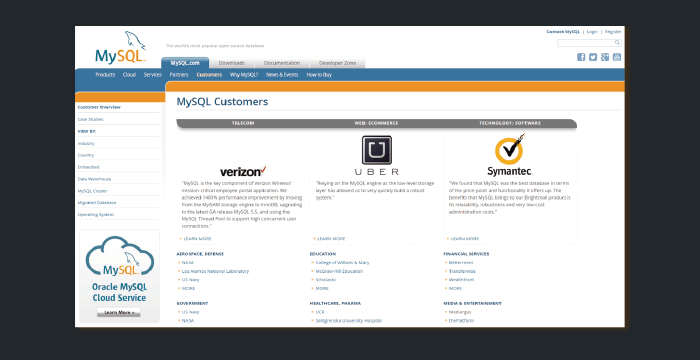 Contact MySQL | Login | Register
MySQL
The world's most popular open source database
MySQL.com Downloads Documentation Developer Zone
Products Cloud Services Partners Customers Why MySQL? News & Events How to Buy
Customer Overview
Case Studies
VIEW BY:
Industry
Country
Embedded
Data Warehouse
MySQL Cluster
Migrated Database
Operating System
MySQL
Oracle MySQL
Cloud Service
Learn More »
MySQL Customers
TELECOM
verizon
"MySQL is the key component of Verizon Wireless'
mission-critical employee portal application. We
achieved 1400% performance improvement by moving
from the MyISAM storage engine to InnoDB, upgrading
to the latest GA release MySQL 5.5, and using the
MySQL Thread Pool to support high concurrent user
connections."
LEARN MORE
WEB: ECOMMERCE
UBER
"Relying on the MySQL engine as the low-level storage
layer has allowed us to very quickly build a robust
system."
LEARN MORE
TECHNOLOGY: SOFTWARE
Symantec.
"We found that MySQL was the best database in terms
of the price-point and functionality it offers up. The
benefits that MySQL brings to our Brightmail product is
its reliability, robustness and very low-cost
administration costs."
LEARN MORE
AEROSPACE, DEFENSE
NASA
Los Alamos National Laboratory
US Navy
MORE
EDUCATION
College of William & Mary
McGraw-Hill Education
Scholastic
MORE
FINANCIAL SERVICES
Betterment
Transferwise
Wealthfront
MORE
GOVERNMENT
US Navy
NASA
HEALTHCARE, PHARMA
UCR
Sahlgrenska University Hospital
MEDIA & ENTERTAINMENT
Mediargus
thePlatform